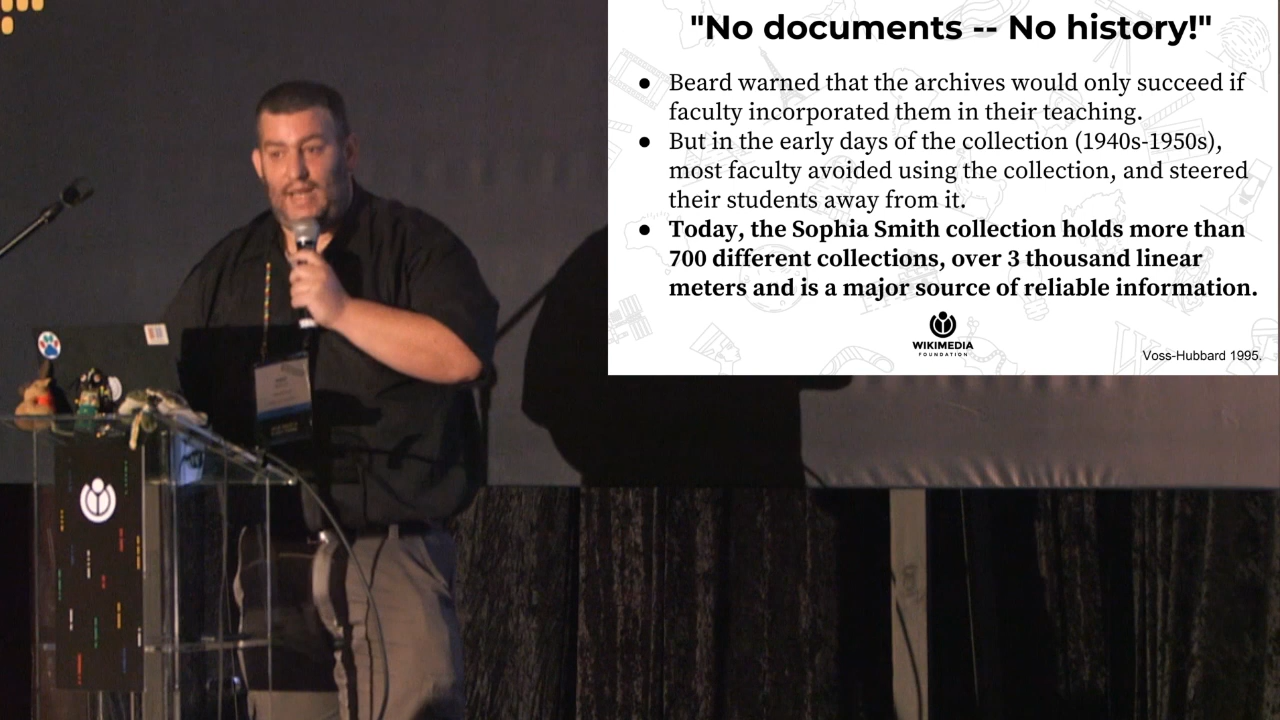 "No documents -- No history!"
● Beard warned that the archives would only succeed if
faculty incorporated them in their teaching.
● But in the early days of the collection (1940s-1950s),
most faculty avoided using the collection, and steered
their students away from it.
● Today, the Sophia Smith collection holds more than
700 different collections, over 3 thousand linear
meters and is a major source of reliable information.
WIKIMEDIA
FOUNDATION
Voss-Hubbard 1995.